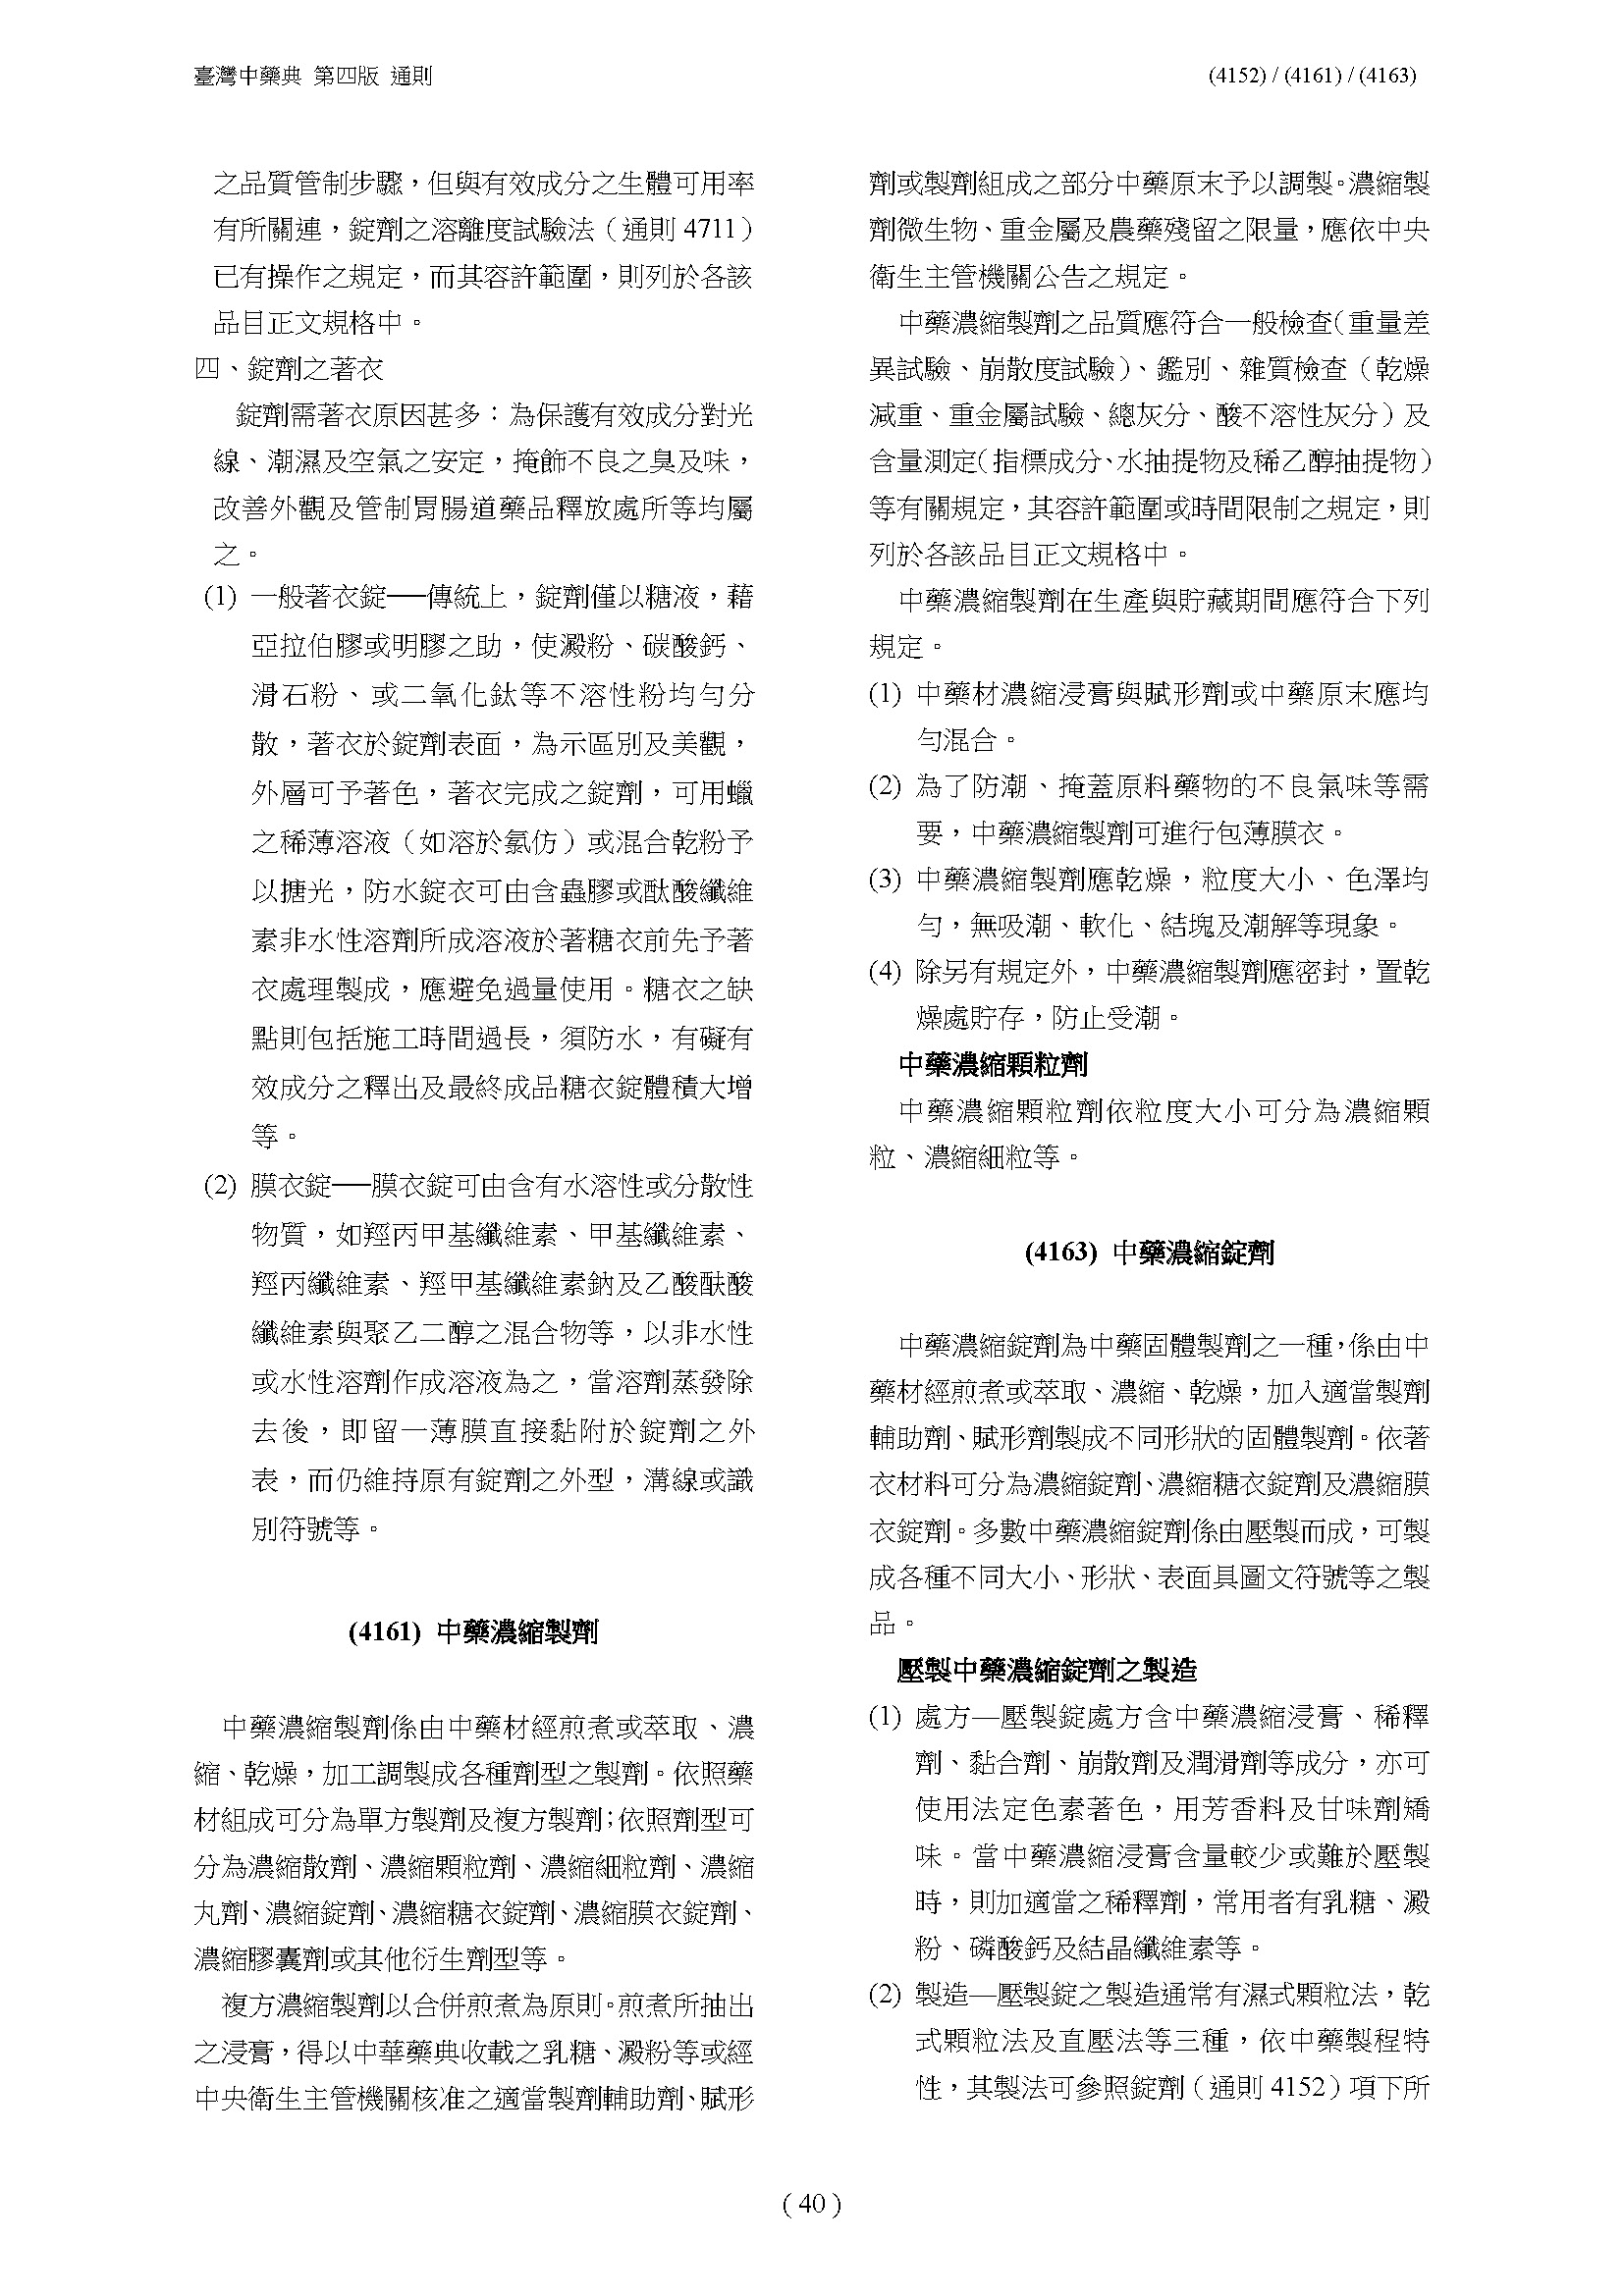 臺灣中藥典 第四版 通則
(4152) / (4161) / (4163)
之品質管制步驟，但與有效成分之生體可用率
有所關連，錠劑之溶離度試驗法（通則 4711）
已有操作之規定，而其容許範圍，則列於各該
品目正文規格中。
四、錠劑之著衣
錠劑需著衣原因甚多：為保護有效成分對光
線、潮濕及空氣之安定，掩飾不良之臭及味，
改善外觀及管制胃腸道藥品釋放處所等均屬
之。
(1) 一般著衣錠──傳統上，錠劑僅以糖液，藉
亞拉伯膠或明膠之助，使澱粉、碳酸鈣、
滑石粉、或二氧化鈦等不溶性粉均勻分
散，著衣於錠劑表面，為示區別及美觀，
外層可予著色，著衣完成之錠劑，可用蠟
之稀薄溶液（如溶於氯仿）或混合乾粉予
以搪光，防水錠衣可由含蟲膠或酞酸纖維
素非水性溶劑所成溶液於著糖衣前先予著
衣處理製成，應避免過量使用。糖衣之缺
點則包括施工時間過長，須防水，有礙有
效成分之釋出及最終成品糖衣錠體積大增
等。
(2) 膜衣錠──膜衣錠可由含有水溶性或分散性
物質，如羥丙甲基纖維素、甲基纖維素、
羥丙纖維素、羥甲基纖維素鈉及乙酸酞酸
纖維素與聚乙二醇之混合物等，以非水性
或水性溶劑作成溶液為之，當溶劑蒸發除
去後，即留一薄膜直接黏附於錠劑之外
表，而仍維持原有錠劑之外型，溝線或識
別符號等。
(4161) 中藥濃縮製劑
中藥濃縮製劑係由中藥材經煎煮或萃取、濃
縮、乾燥，加工調製成各種劑型之製劑。依照藥
材組成可分為單方製劑及複方製劑；依照劑型可
分為濃縮散劑、濃縮顆粒劑、濃縮細粒劑、濃縮
丸劑、濃縮錠劑、濃縮糖衣錠劑、濃縮膜衣錠劑、
濃縮膠囊劑或其他衍生劑型等。
複方濃縮製劑以合併煎煮為原則。煎煮所抽出
之浸膏，得以中華藥典收載之乳糖、澱粉等或經
中央衛生主管機關核准之適當製劑輔助劑、賦形
劑或製劑組成之部分中藥原末予以調製。濃縮製
劑微生物、重金屬及農藥殘留之限量，應依中央
衛生主管機關公告之規定。
中藥濃縮製劑之品質應符合一般檢查（重量差
異試驗、崩散度試驗）、鑑別、雜質檢查（乾燥
減重、重金屬試驗、總灰分、酸不溶性灰分）及
含量測定（指標成分、水抽提物及稀乙醇抽提物）
等有關規定，其容許範圍或時間限制之規定，則
列於各該品目正文規格中。
中藥濃縮製劑在生產與貯藏期間應符合下列
規定。
(1) 中藥材濃縮浸膏與賦形劑或中藥原末應均
勻混合。
(2) 為了防潮、掩蓋原料藥物的不良氣味等需
要，中藥濃縮製劑可進行包薄膜衣。
(3) 中藥濃縮製劑應乾燥，粒度大小、色澤均
勻，無吸潮、軟化、結塊及潮解等現象。
(4) 除另有規定外，中藥濃縮製劑應密封，置乾
燥處貯存，防止受潮。
中藥濃縮顆粒劑
中藥濃縮顆粒劑依粒度大小可分為濃縮顆
粒、濃縮細粒等。
(4163) 中藥濃縮錠劑
中藥濃縮錠劑為中藥固體製劑之一種，係由中
藥材經煎煮或萃取、濃縮、乾燥，加入適當製劑
輔助劑、賦形劑製成不同形狀的固體製劑。依著
衣材料可分為濃縮錠劑、濃縮糖衣錠劑及濃縮膜
衣錠劑。多數中藥濃縮錠劑係由壓製而成，可製
成各種不同大小、形狀、表面具圖文符號等之製
品。
壓製中藥濃縮錠劑之製造
(1) 處方—壓製錠處方含中藥濃縮浸膏、稀釋
劑、黏合劑、崩散劑及潤滑劑等成分，亦可
使用法定色素著色，用芳香料及甘味劑矯
味。當中藥濃縮浸膏含量較少或難於壓製
時，則加適當之稀釋劑，常用者有乳糖、澱
粉、磷酸鈣及結晶纖維素等。
(2) 製造—壓製錠之製造通常有濕式顆粒法，乾
式顆粒法及直壓法等三種，依中藥製程特
性，其製法可參照錠劑（通則 4152）項下所
( 40 )